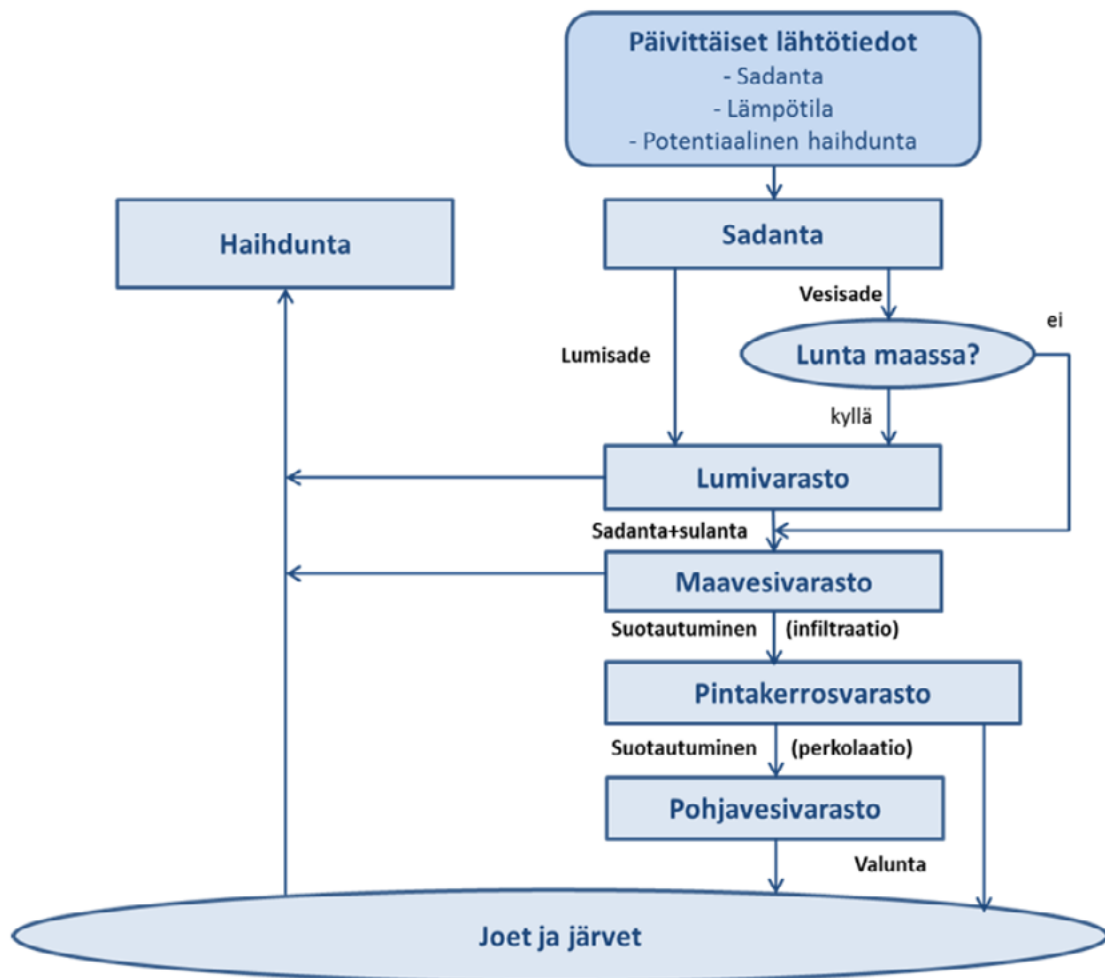 Päivittäiset lähtötiedot
- Sadanta
- Lämpötila
- Potentiaalinen haihdunta
Haihdunta
Sadanta
Vesisade
ei
Lumisade
Lunta maassa?
kyllä
Lumivarasto
Sadanta+sulanta
Maavesivarasto
Suotautuminen (infiltraatio)
Pintakerrosvarasto
Suotautuminen (perkolaatio)
Pohjavesivarasto
Valunta
Joet ja järvet